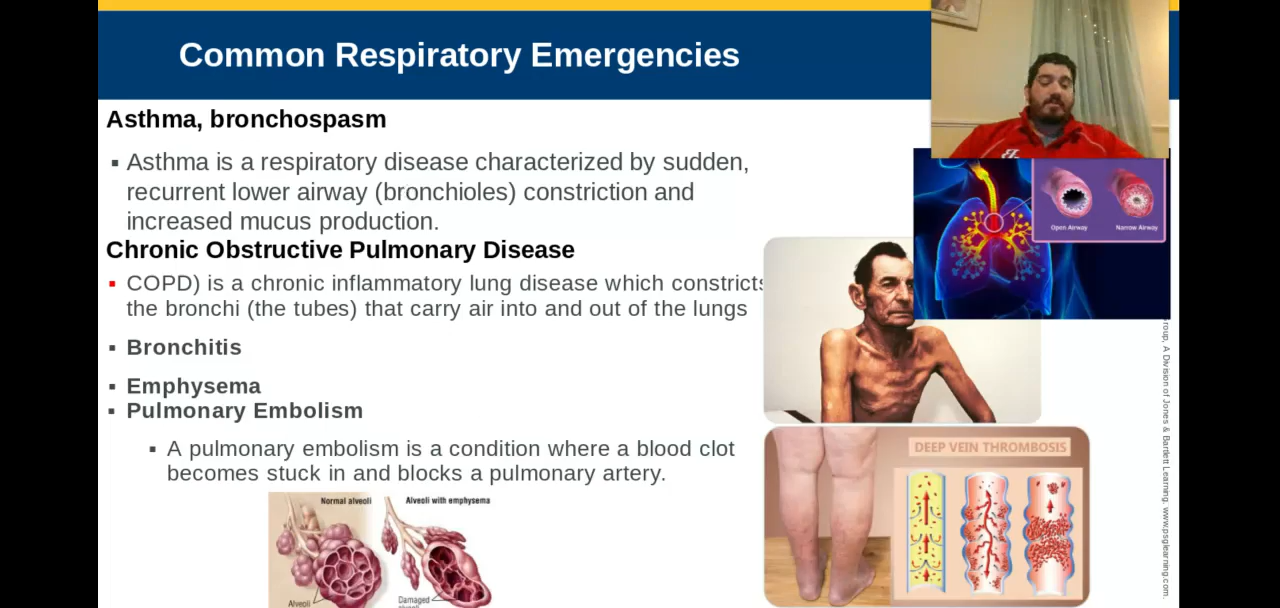 Common Respiratory Emergencies
Asthma, bronchospasm
▪ Asthma is a respiratory disease characterized by sudden,
recurrent lower airway (bronchioles) constriction and
increased mucus production.
Chronic Obstructive Pulmonary Disease
▪ COPD) is a chronic inflammatory lung disease which constricts
the bronchi (the tubes) that carry air into and out of the lungs
▪ Bronchitis
▪ Emphysema
▪ Pulmonary Embolism
▪ A pulmonary embolism is a condition where a blood clot
becomes stuck in and blocks a pulmonary artery.
Normal alveoli
Alveoli with emphysema
Alveoli
Damaged
Open Airway
Narrow Airway
DEEP VEIN THROMBOSIS
Group, A Division of Jones & Bartlett Learning. www.psglearning.com.